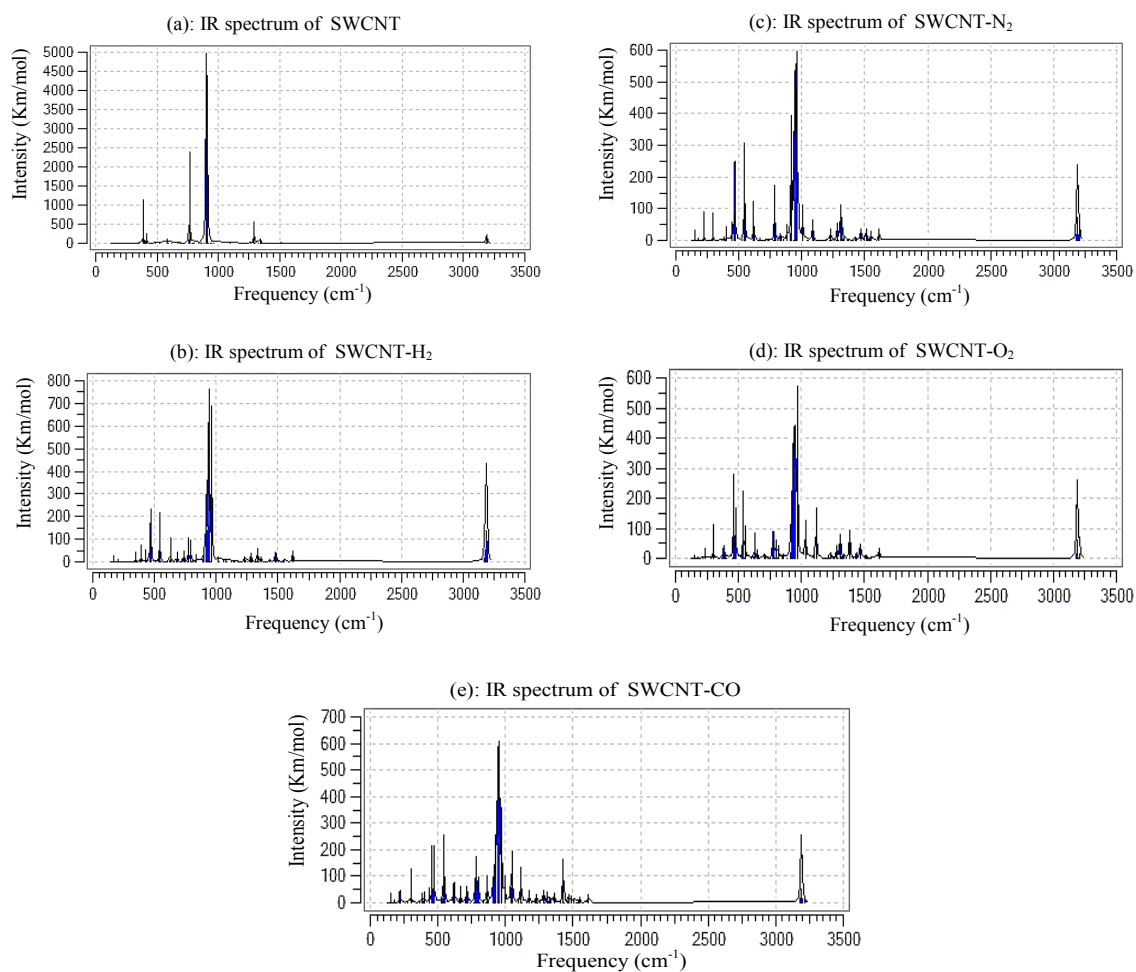 (a): IR spectrum of SWCNT
Intensity (Km/mol)
5000
4500
4000
3500
3000
2500
2000
1500
1000
500
0
0 500 1000 1500 2000 2500 3000 3500
Frequency (cm-1)
(c): IR spectrum of SWCNT-N2
Intensity (Km/mol)
600
500
400
300
200
100
0
0 500 1000 1500 2000 2500 3000 3500
Frequency (cm-1)
(b): IR spectrum of SWCNT-H2
Intensity (Km/mol)
800
700
600
500
400
300
200
100
0
0 500 1000 1500 2000 2500 3000 3500
Frequency (cm-1)
(d): IR spectrum of SWCNT-O2
Intensity (Km/mol)
600
500
400
300
200
100
0
0 500 1000 1500 2000 2500 3000 3500
Frequency (cm-1)
(e): IR spectrum of SWCNT-CO
Intensity (Km/mol)
700
600
500
400
300
200
100
0
0 500 1000 1500 2000 2500 3000 3500
Frequency (cm-1)